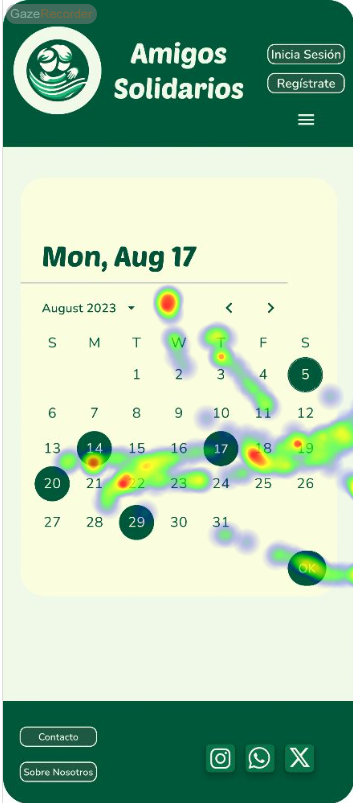 GazeRecorder
Amigos
Solidarios
Inicia Sesión
Regístrate
Mon, Aug 17
August 2023
S M T W T F S
1 2 3 4 5
6 7 8 9 10 11 12
13 14 15 16 17 18 19
20 21 22 23 24 25 26
27 28 29 30 31
OK
Contacto
Sobre Nosotros